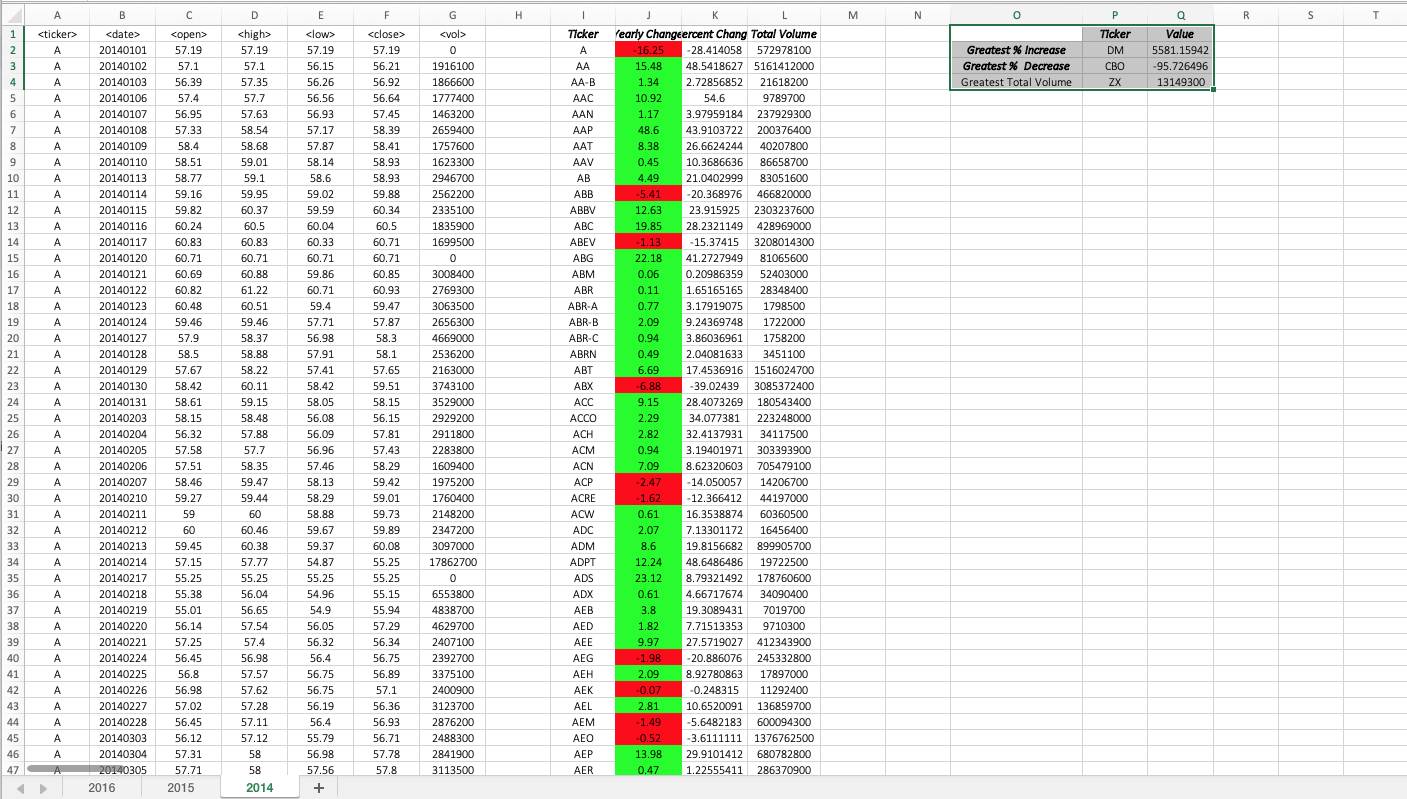 A B C D E F G H I J K L M N O P Q R S T
1 <ticker> <date> <open> <high> <low> <close> <vol> Ticker Yearly Change ercent Chang Total Volume Ticker Value
2 A 20140101 57.19 57.19 57.19 57.19 0 A -16.25 -28.414058 572978100 Greatest % Increase DM 5581.15942
3 A 20140102 57.1 57.1 56.15 56.21 1916100 AA 15.48 48.5418627 5161412000 Greatest % Decrease CBO -95.726496
4 A 20140103 56.39 57.35 56.26 56.92 1866600 AA-B 1.34 2.72856852 21618200 Greatest Total Volume ZX 13149300
5 A 20140106 57.4 57.7 56.56 56.64 1777400 AAC 10.92 54.6 9789700
6 A 20140107 56.95 57.63 56.93 57.45 1463200 AAN 1.17 3.97959184 237929300
7 A 20140108 57.33 58.54 57.17 58.39 2659400 AAP 48.6 43.9103722 200376400
8 A 20140109 58.4 58.68 57.87 58.41 1757600 AAT 8.38 26.6624244 40207800
9 A 20140110 58.51 59.01 58.14 58.93 1623300 AAV 0.45 10.3686636 86658700
10 A 20140113 58.77 59.1 58.6 58.93 2946700 AB 4.49 21.0402999 83051600
11 A 20140114 59.16 59.95 59.02 59.88 2562200 ABB -5.41 -20.368976 466820000
12 A 20140115 59.82 60.37 59.59 60.34 2335100 ABBV 12.63 23.915925 2303237600
13 A 20140116 60.24 60.5 60.04 60.5 1835900 ABC 19.85 28.2321149 428969000
14 A 20140117 60.83 60.83 60.33 60.71 1699500 ABEV -1.13 -15.37415 3208014300
15 A 20140120 60.71 60.71 60.71 60.71 0 ABG 22.18 41.2727949 81065600
16 A 20140121 60.69 60.88 59.86 60.85 3008400 ABM 0.06 0.20986359 52403000
17 A 20140122 60.82 61.22 60.71 60.93 2769300 ABR 0.11 1.65165165 28348400
18 A 20140123 60.48 60.51 59.4 59.47 3063500 ABR-A 0.77 3.17919075 1798500
19 A 20140124 59.46 59.46 57.71 57.87 2656300 ABR-B 2.09 9.24369748 1722000
20 A 20140127 57.9 58.37 56.98 58.3 4669000 ABR-C 0.94 3.86036961 1758200
21 A 20140128 58.5 58.88 57.91 58.1 2536200 ABRN 0.49 2.04081633 3451100
22 A 20140129 57.67 58.22 57.41 57.65 2163000 ABT 6.69 17.4536916 1516024700
23 A 20140130 58.42 60.11 58.42 59.51 3743100 ABX -6.88 -39.02439 3085372400
24 A 20140131 58.61 59.15 58.05 58.15 3529000 ACC 9.15 28.4073269 180543400
25 A 20140203 58.15 58.48 56.08 56.15 2929200 ACCO 2.29 34.077381 223248000
26 A 20140204 56.32 57.88 56.09 57.81 2911800 ACH 2.82 32.4137931 34117500
27 A 20140205 57.58 57.7 56.96 57.43 2283800 ACM 0.94 3.19401971 303393900
28 A 20140206 57.51 58.35 57.46 58.29 1609400 ACN 7.09 8.62320603 705479100
29 A 20140207 58.46 59.47 58.13 59.42 1975200 ACP -2.47 -14.050057 14206700
30 A 20140210 59.27 59.44 58.29 59.01 1760400 ACRE -1.62 -12.366412 44197000
31 A 20140211 59 60 58.88 59.73 2148200 ACW 0.61 16.3538874 60360500
32 A 20140212 60 60.46 59.67 59.89 2347200 ADC 2.07 7.13301172 16456400
33 A 20140213 59.45 60.38 59.37 60.08 3097000 ADM 8.6 19.8156682 899905700
34 A 20140214 57.15 57.77 54.87 55.25 17862700 ADPT 12.24 48.6486486 19722500
35 A 20140217 55.25 55.25 55.25 55.25 0 ADS 23.12 8.79321492 178760600
36 A 20140218 55.38 56.04 54.96 55.15 6553800 ADX 0.61 4.66717674 34090400
37 A 20140219 55.01 56.65 54.9 55.94 4838700 AEB 3.8 19.3089431 7019700
38 A 20140220 56.14 57.54 56.05 57.29 4629700 AED 1.82 7.71513353 9710300
39 A 20140221 57.25 57.4 56.32 56.34 2407100 AEE 9.97 27.5719027 412343900
40 A 20140224 56.45 56.98 56.4 56.75 2392700 AEG -1.98 -20.886076 245332800
41 A 20140225 56.8 57.57 56.75 56.89 3375100 AEH 2.09 8.92780863 17897000
42 A 20140226 56.98 57.62 56.75 57.1 2400900 AEK -0.07 -0.248315 11292400
43 A 20140227 57.02 57.28 56.19 56.36 3123700 AEL 2.81 10.6520091 136859700
44 A 20140228 56.45 57.11 56.4 56.93 2876200 AEM -1.49 -5.6482183 600094300
45 A 20140303 56.12 57.12 55.79 56.71 2488300 AEO -0.52 -3.6111111 1376762500
46 A 20140304 57.31 58 56.98 57.78 2841900 AEP 13.98 29.9101412 680782800
47 A 20140305 57.71 58 57.56 57.8 3113500 AER 0.47 1.22555411 286370900
2016 2015 2014 +